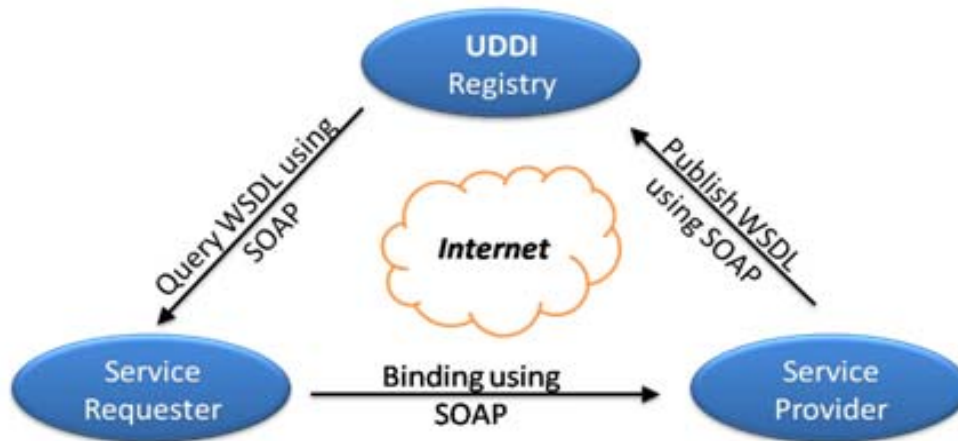 UDDI
Registry
Query WSDL using
SOAP
Publish WSDL
using SOAP
Internet
Service
Requester
Binding using
SOAP
Service
Provider